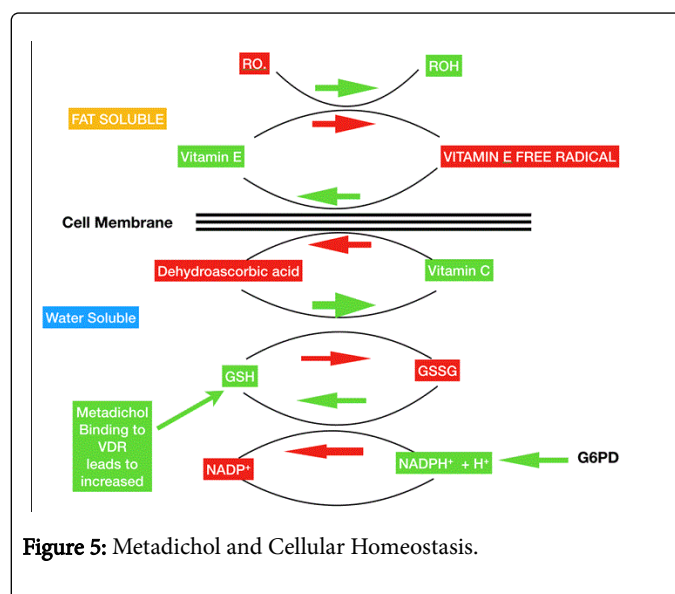 RO. ROH
FAT SOLUBLE
Vitamin E VITAMIN E FREE RADICAL
Cell Membrane
Dehydroascorbic acid Vitamin C
Water Soluble
GSH GSSG
Metadichol
Binding to
VDR
leads to
increased
NADP⁺ NADPH⁺ + H⁺ G6PD
Figure 5: Metadichol and Cellular Homeostasis.